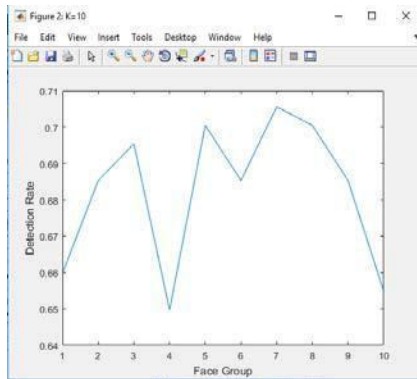 Figure 2: K=10
File Edit View Insert Tools Desktop Window Help
0.71
0.7
0.69
0.68
0.67
0.66
0.65
0.64
Detection Rate
1 2 3 4 5 6 7 8 9 10
Face Group